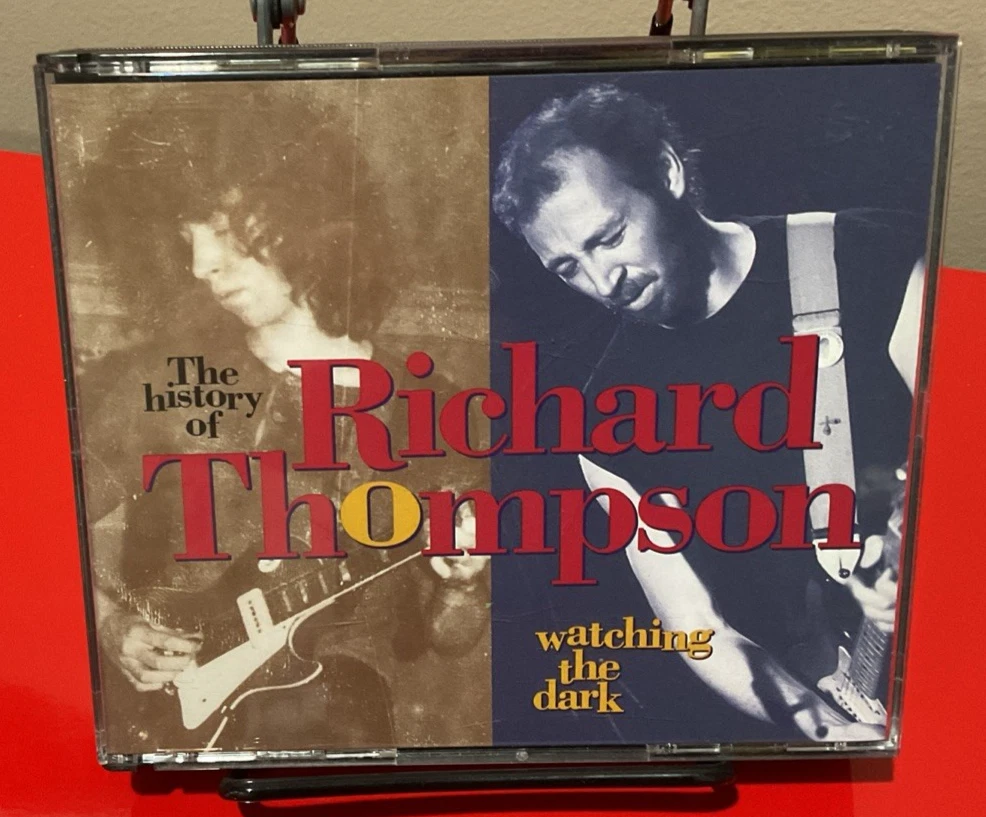 The
history
of
Richard
Thompson
watching
the
dark